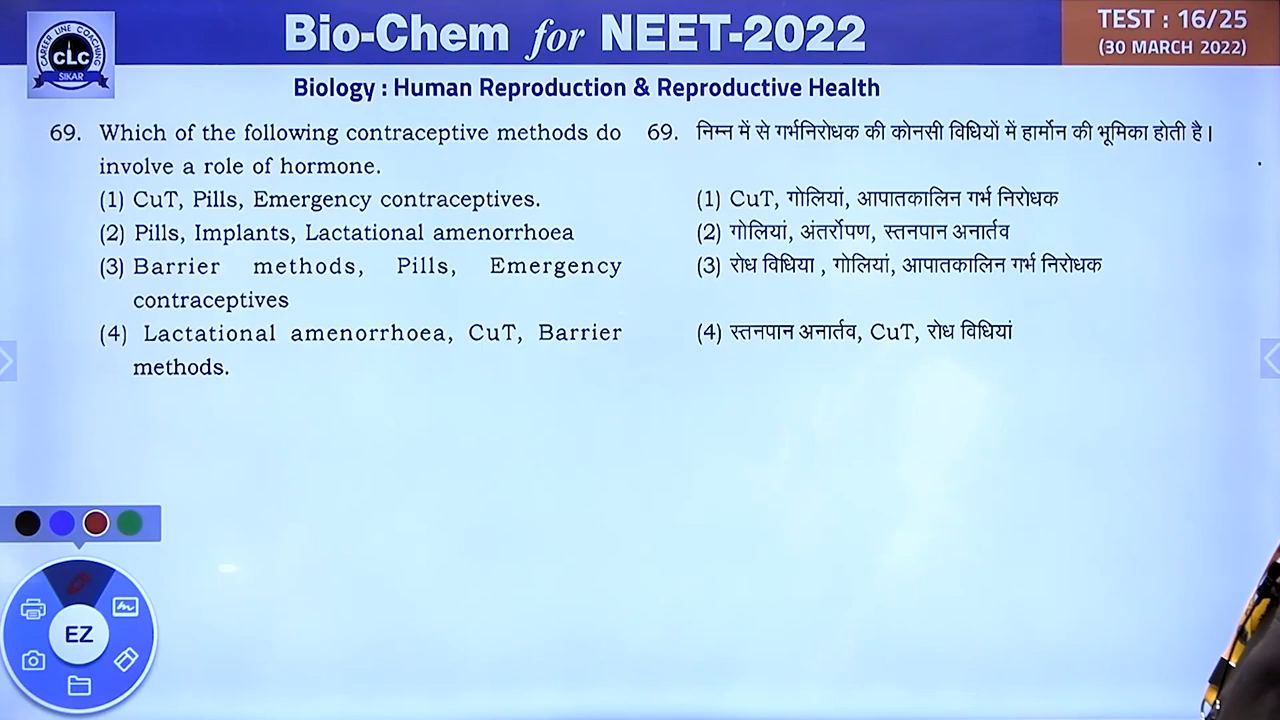 CAREER LINE COACHING
CLC
SIKAR
Bio-Chem for NEET-2022
TEST : 16/25
(30 MARCH 2022)
Biology : Human Reproduction & Reproductive Health
69. Which of the following contraceptive methods do
involve a role of hormone.
(1) CuT, Pills, Emergency contraceptives.
(2) Pills, Implants, Lactational amenorrhoea
(3) Barrier methods, Pills, Emergency
contraceptives
(4) Lactational amenorrhoea, CuT, Barrier
methods.
69. निम्न में से गर्भनिरोधक की कोनसी विधियों में हार्मोन की भूमिका होती है।
(1) CuT, गोलियां, आपातकालिन गर्भ निरोधक
(2) गोलियां, अंतर्रोपण, स्तनपान अनार्तव
(3) रोध विधिया , गोलियां, आपातकालिन गर्भ निरोधक
(4) स्तनपान अनार्तव, CuT, रोध विधियां
EZ